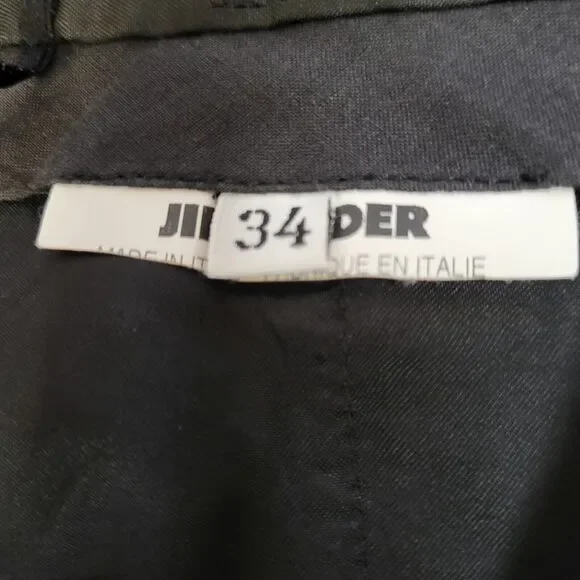 JI 34 DER
MADE IN IT QUE EN ITALIE